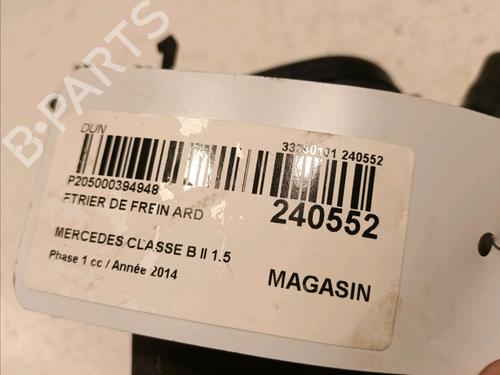 B-PARTS
DUN
33030101 240552
P205000394948
ETRIER DE FREIN ARD
240552
MERCEDES CLASSE B II 1.5
Phase 1 cc / Année 2014
MAGASIN